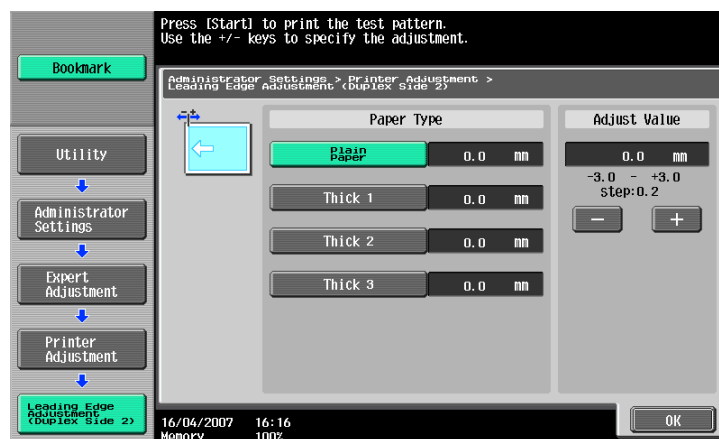 Press [Start] to print the test pattern.
Use the +/- keys to specify the adjustment.
Bookmark
Administrator Settings > Printer Adjustment >
Leading Edge Adjustment (Duplex Side 2)
Utility
Administrator
Settings
Expert
Adjustment
Printer
Adjustment
Leading Edge
Adjustment
(Duplex Side 2)
- +
Paper Type
Plain
Paper
0.0 mm
Thick 1
0.0 mm
Thick 2
0.0 mm
Thick 3
0.0 mm
Adjust Value
0.0 mm
-3.0 - +3.0
step:0.2
- +
16/04/2007 16:16
Memory 100%
OK